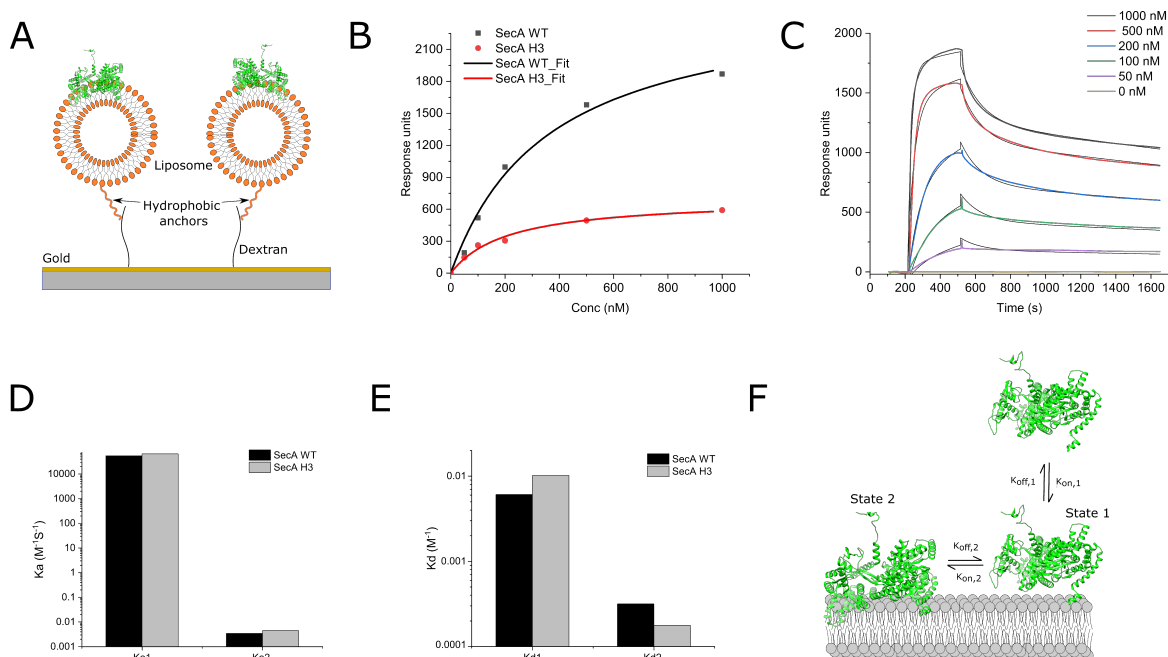 A
Liposome
Hydrophobic
anchors
Gold
Dextran
B
SecA WT
SecA H3
SecA WT_Fit
SecA H3_Fit
2100
1800
1500
1200
900
600
300
0
Response units
0 200 400 600 800 1000
Conc (nM)
C
1000 nM
500 nM
200 nM
100 nM
50 nM
0 nM
2000
1500
1000
500
0
Response units
0 200 400 600 800 1000 1200 1400 1600
Time (s)
D
SecA WT
SecA H3
10000
1000
100
10
1
0.1
0.01
0.001
Ka (M⁻¹S⁻¹)
Ka1 Ka2
E
SecA WT
SecA H3
0.01
0.001
0.0001
Kd (M⁻¹)
Kd1 Kd2
F
Koff,1 Kon,1
State 2
State 1
Koff,2
Kon,2